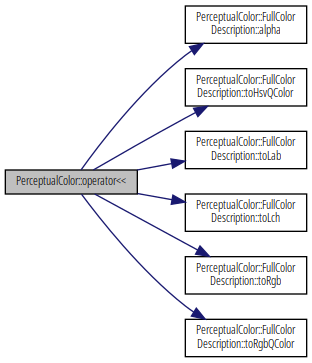 PerceptualColor::FullColor
Description::alpha
PerceptualColor::FullColor
Description::toHsvQColor
PerceptualColor::FullColor
Description::toLab
PerceptualColor::operator<<
PerceptualColor::FullColor
Description::toLch
PerceptualColor::FullColor
Description::toRgb
PerceptualColor::FullColor
Description::toRgbQColor